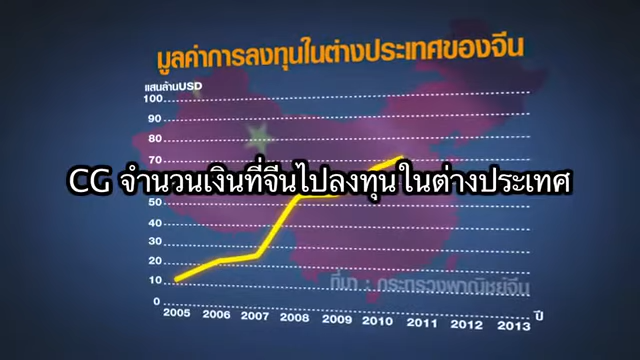 มูลค่าการลงทุนในต่างประเทศของจีน
แสนล้านUSD
100
90
80
70
CG จำนวนเงินที่จีนไปลงทุนในต่างประเทศ
50
40
30
20
10
0
ที่มา : กระทรวงพาณิชย์จีน
2005 2006 2007 2008 2009 2010 2011 2012 2013 ปี